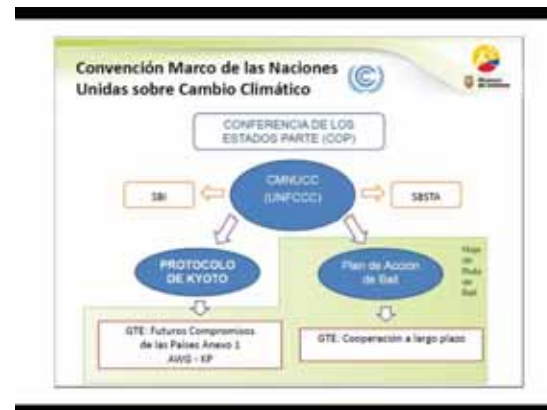 Convención Marco de las Naciones
Unidas sobre Cambio Climático
CONFERENCIA DE LOS
ESTADOS PARTE (COP)
CMNUCC
(UNFCCC)
SBI
SBSTA
PROTOCOLO
DE KYOTO
Plan de Acción
de Bali
Hoja
de
Ruta
de
Bali
GTE: Futuros Compromisos
de las Países Anexo 1
AWG - KP
GTE: Cooperación a largo plazo